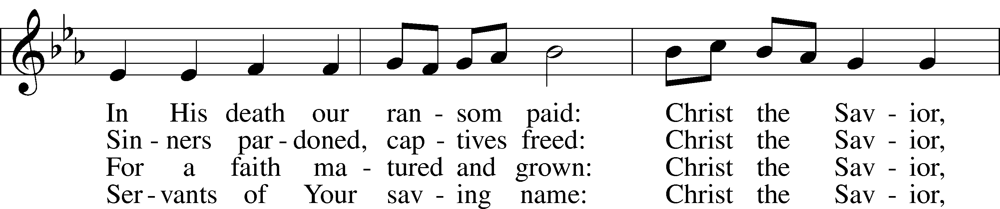 In His death our ran - som paid: Christ the Sav - ior,
Sin - ners par - doned, cap - tives freed: Christ the Sav - ior,
For a faith ma - tured and grown: Christ the Sav - ior,
Ser - vants of Your sav - ing name: Christ the Sav - ior,